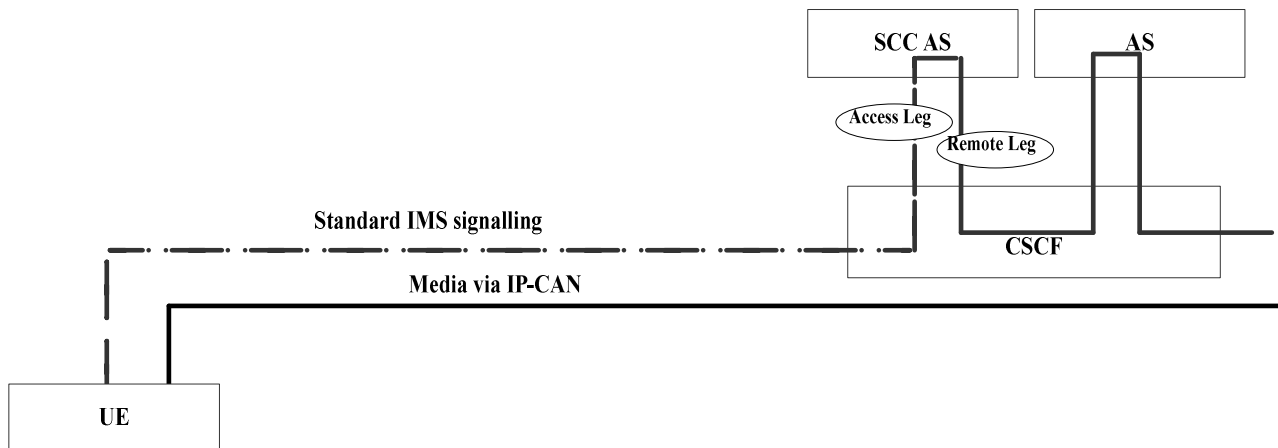 SCC AS
AS
Access Leg
Remote Leg
Standard IMS signalling
CSCF
Media via IP-CAN
UE